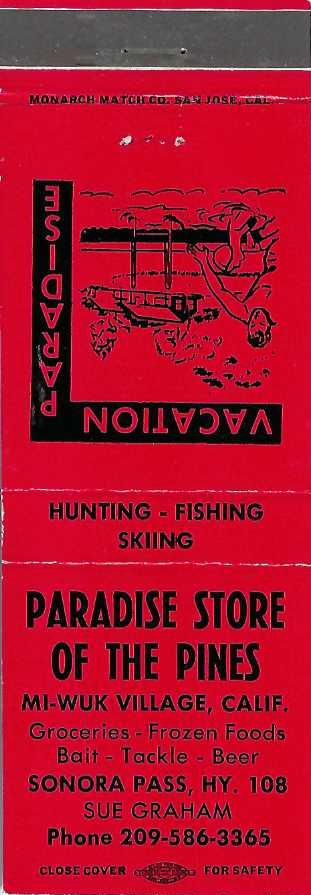 MONARCH MATCH CO. SAN JOSE, CAL.
VACATION
PARADISE
HUNTING - FISHING
SKIING
PARADISE STORE
OF THE PINES
MI-WUK VILLAGE, CALIF.
Groceries - Frozen Foods
Bait - Tackle - Beer
SONORA PASS, HY. 108
SUE GRAHAM
Phone 209-586-3365
CLOSE COVER FOR SAFETY